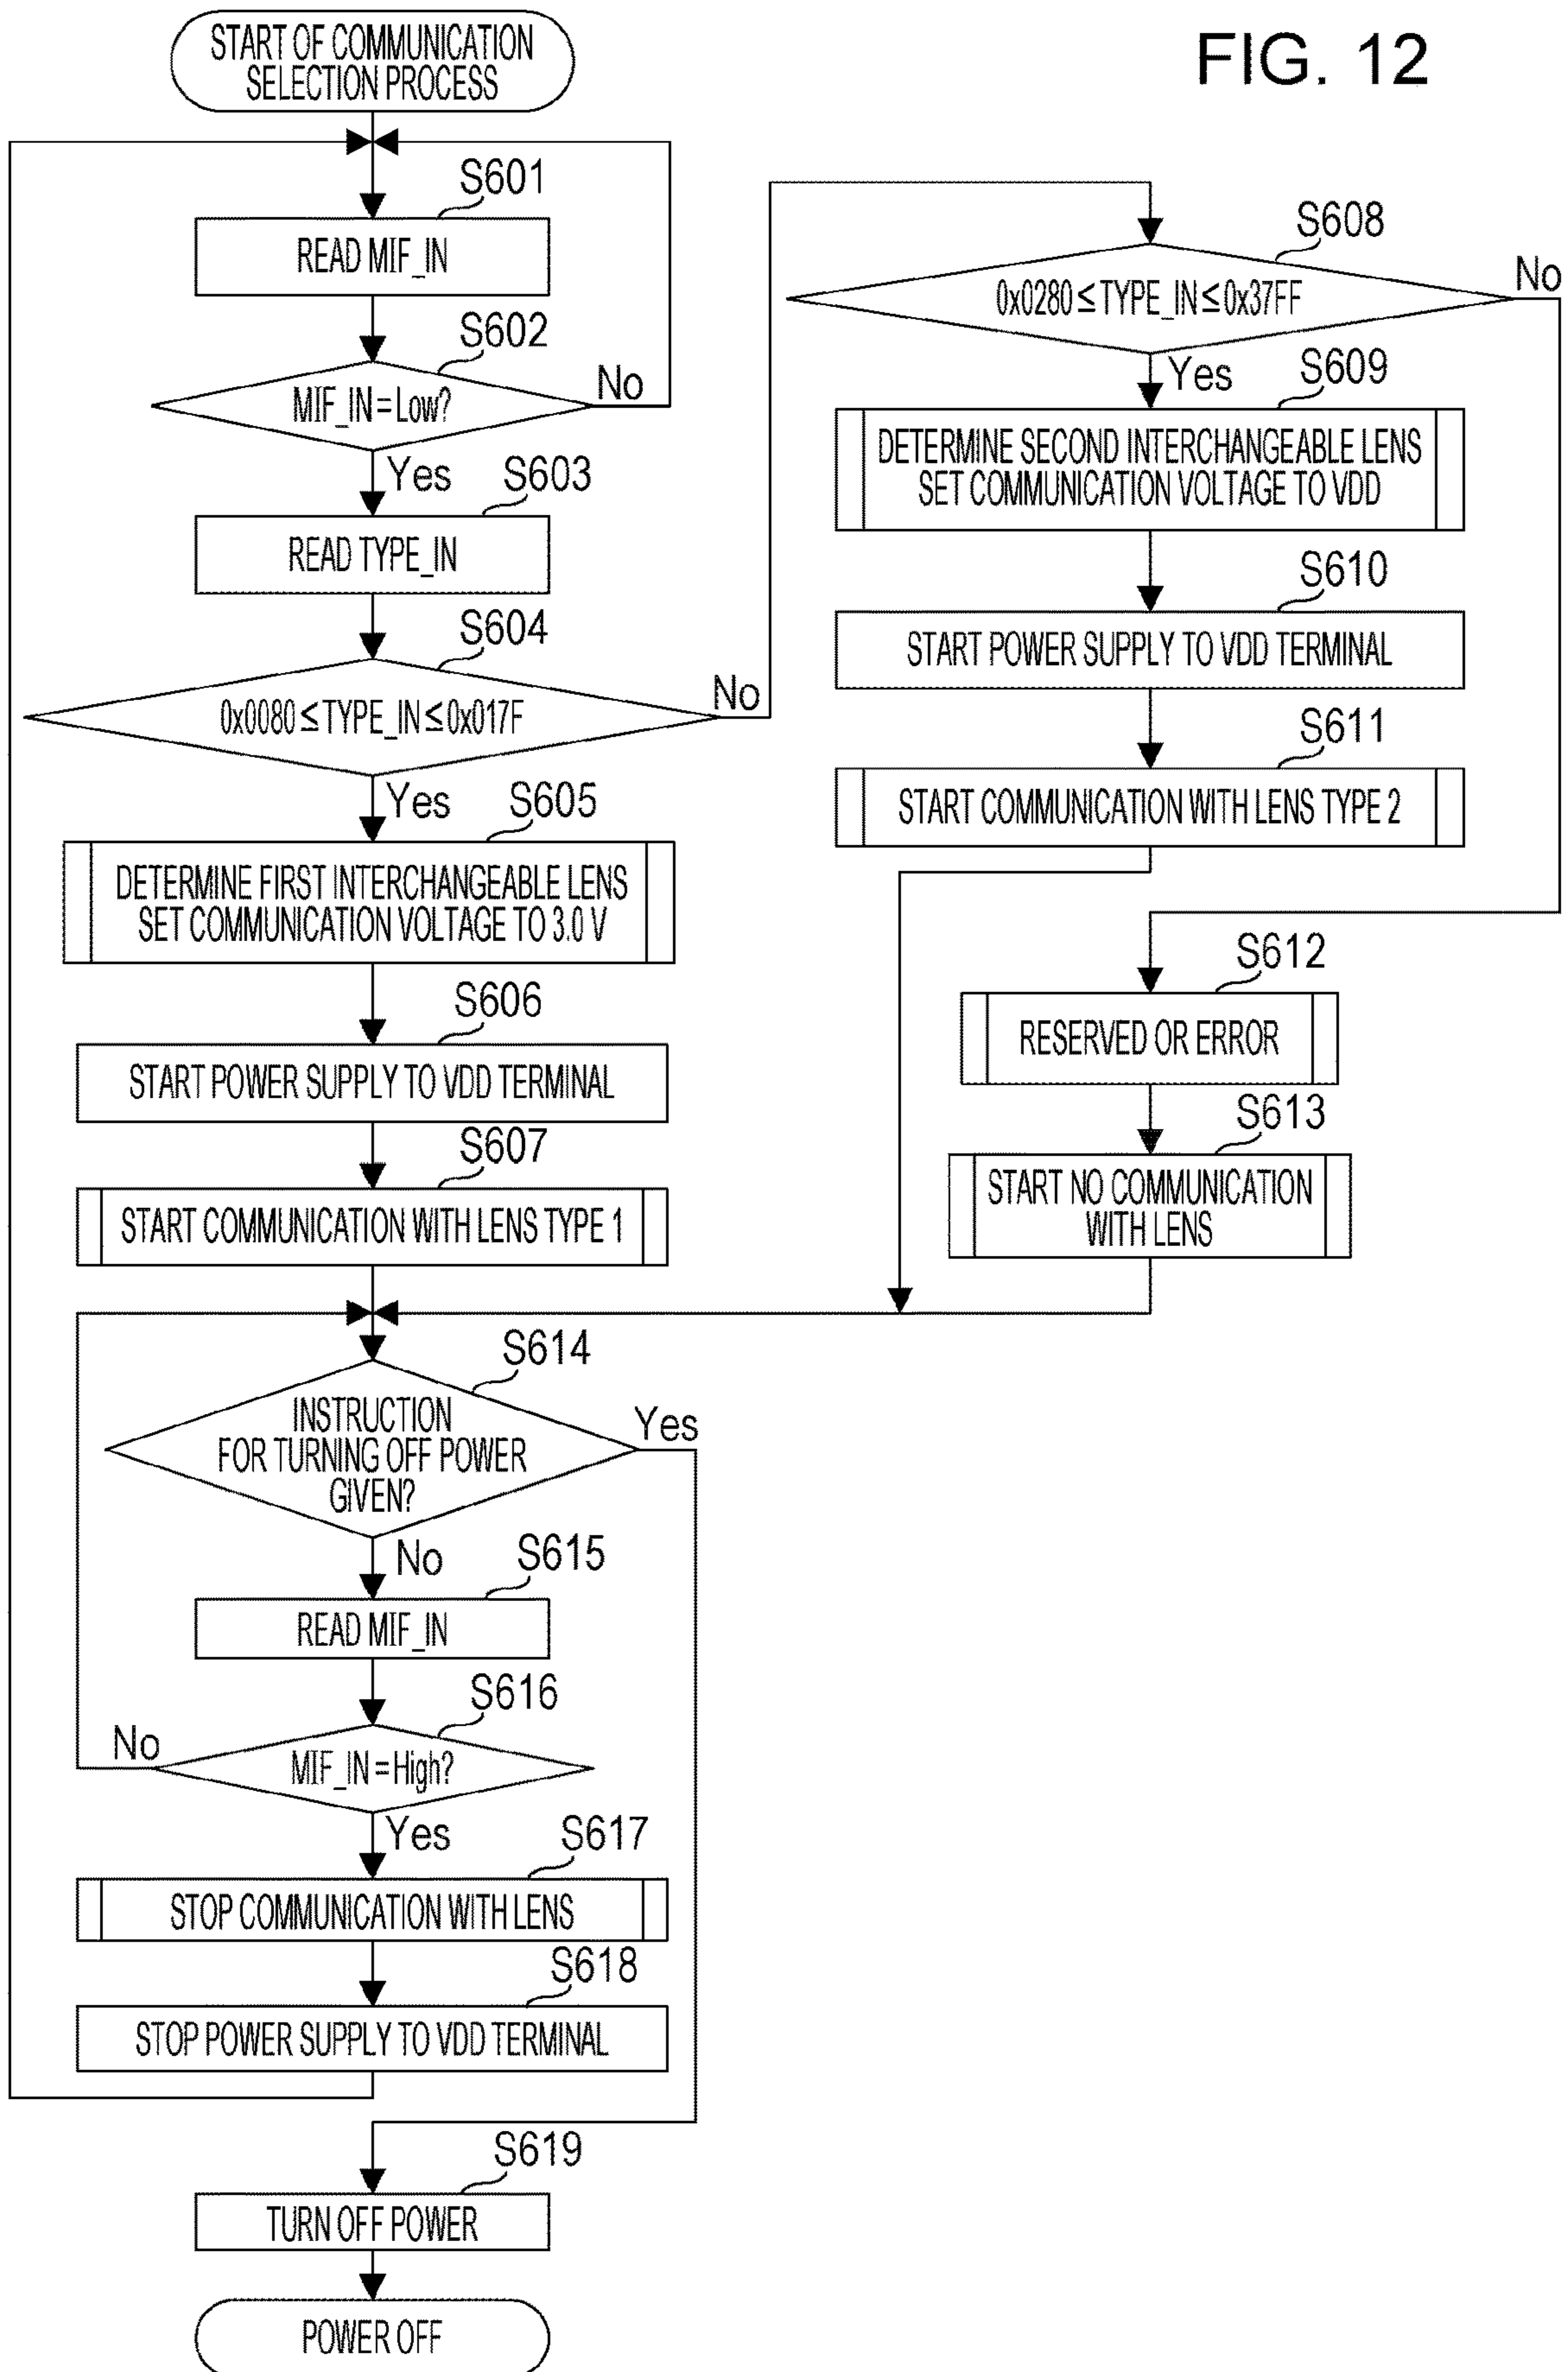 FIG. 12
START OF COMMUNICATION
SELECTION PROCESS
S601
READ MIF_IN
S602
MIF_IN=Low?
No
Yes
S603
READ TYPE_IN
S604
0x0080≤TYPE_IN≤0x017F
No
Yes
S605
DETERMINE FIRST INTERCHANGEABLE LENS
SET COMMUNICATION VOLTAGE TO 3.0 V
S606
START POWER SUPPLY TO VDD TERMINAL
S607
START COMMUNICATION WITH LENS TYPE 1
S608
0x0280≤TYPE_IN≤0x37FF
No
Yes
S609
DETERMINE SECOND INTERCHANGEABLE LENS
SET COMMUNICATION VOLTAGE TO VDD
S610
START POWER SUPPLY TO VDD TERMINAL
S611
START COMMUNICATION WITH LENS TYPE 2
S612
RESERVED OR ERROR
S613
START NO COMMUNICATION
WITH LENS
S614
INSTRUCTION
FOR TURNING OFF POWER
GIVEN?
Yes
No
S615
READ MIF_IN
S616
MIF_IN=High?
No
Yes
S617
STOP COMMUNICATION WITH LENS
S618
STOP POWER SUPPLY TO VDD TERMINAL
S619
TURN OFF POWER
POWER OFF